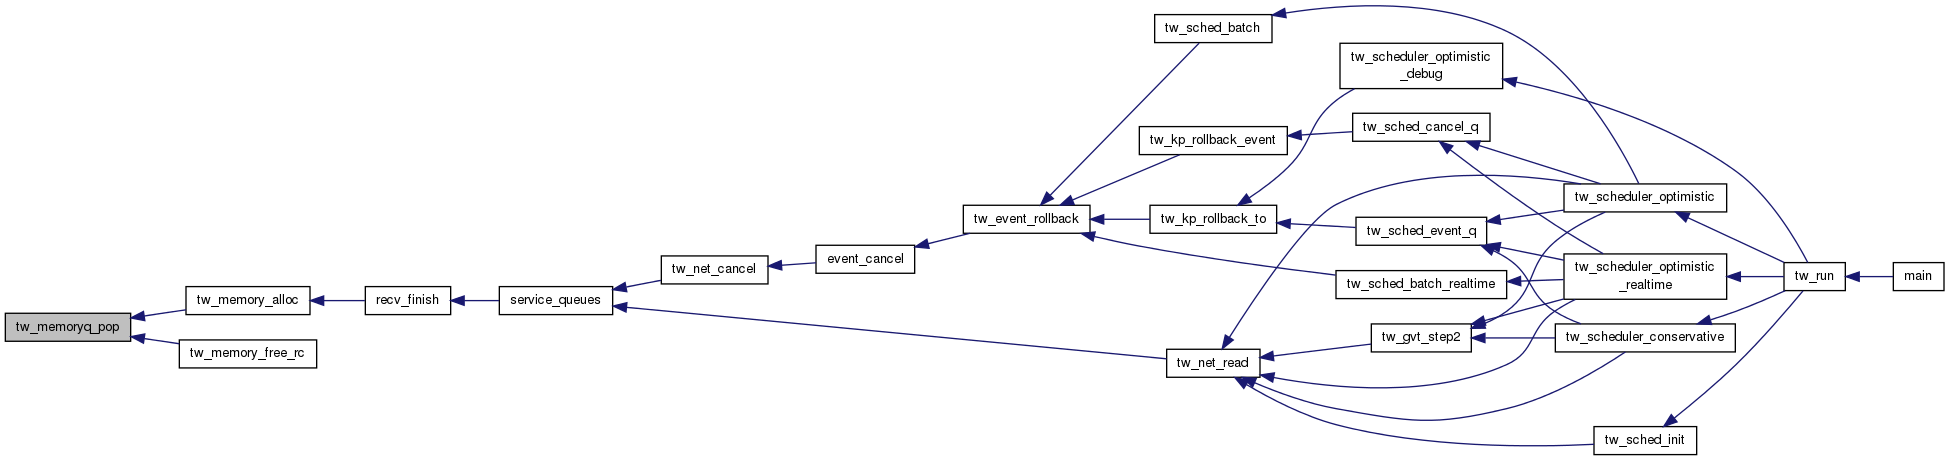 tw_memoryq_pop
tw_memory_alloc
tw_memory_free_rc
recv_finish
service_queues
tw_net_cancel
event_cancel
tw_event_rollback
tw_sched_batch
tw_kp_rollback_event
tw_kp_rollback_to
tw_net_read
tw_scheduler_optimistic
_debug
tw_sched_cancel_q
tw_sched_event_q
tw_sched_batch_realtime
tw_gvt_step2
tw_scheduler_optimistic
tw_scheduler_optimistic
_realtime
tw_scheduler_conservative
tw_sched_init
tw_run
main